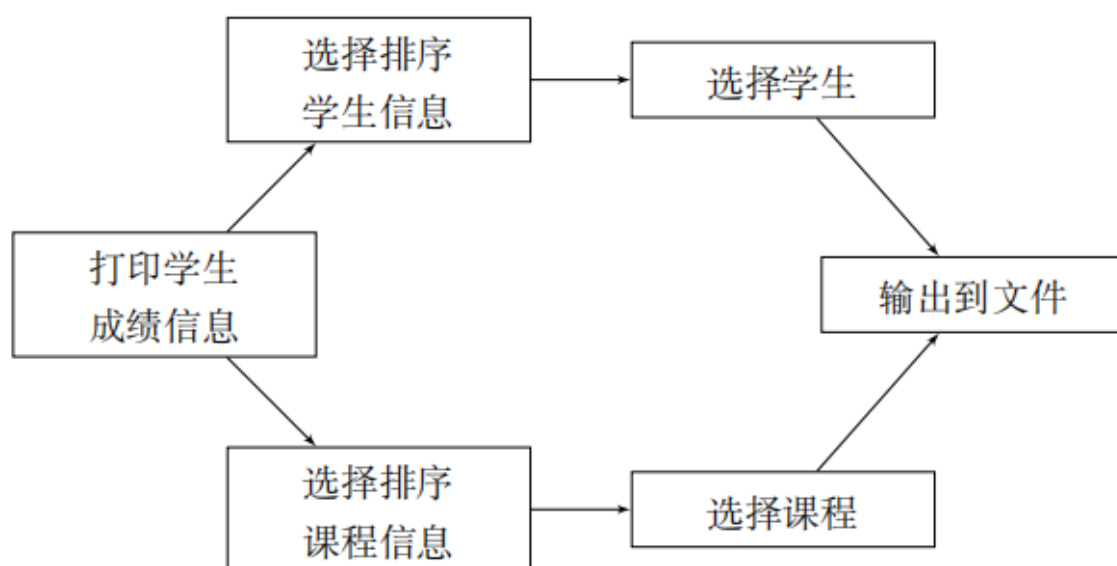 选择排序
学生信息
选择学生
打印学生
成绩信息
输出到文件
选择排序
课程信息
选择课程